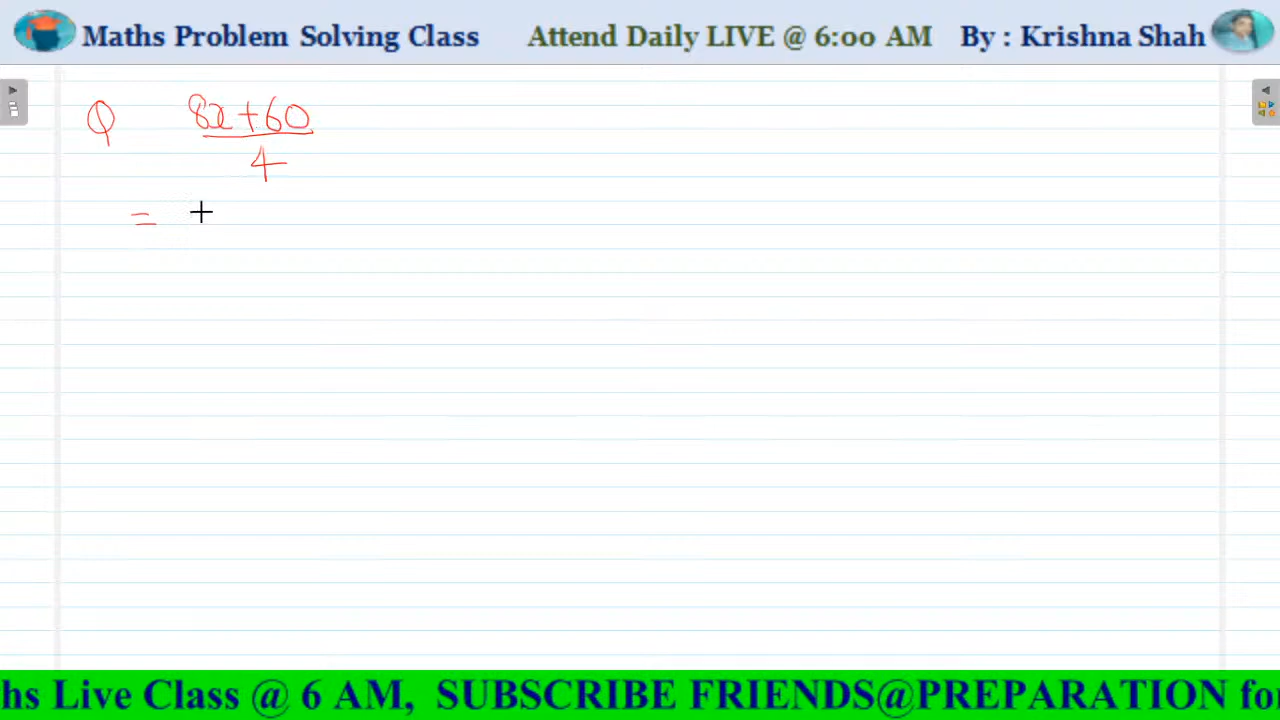 Maths Problem Solving Class Attend Daily LIVE @ 6:00 AM By : Krishna Shah
Q 8x+60
4
=
hs Live Class @ 6 AM, SUBSCRIBE FRIENDS@PREPARATION for